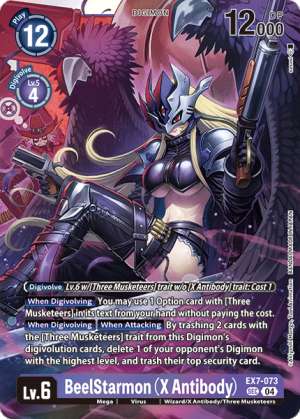 Play
12
DIGIMON
DP
12000
Digivolve
Lv.5
4
Digivolve Lv.6 w/[Three Musketeers] trait w/o [X Antibody] trait: Cost 1
When Digivolving You may use 1 Option card with [Three
Musketeers] in its text from your hand without paying the cost.
When Digivolving When Attacking By trashing 2 cards with
the [Three Musketeers] trait from this Digimon's
digivolution cards, delete 1 of your opponent's Digimon
with the highest level, and trash their top security card.
Lv.6
BeelStarmon (X Antibody)
EX7-073
SEC 04
Mega | Virus | Wizard/X Antibody/Three Musketeers